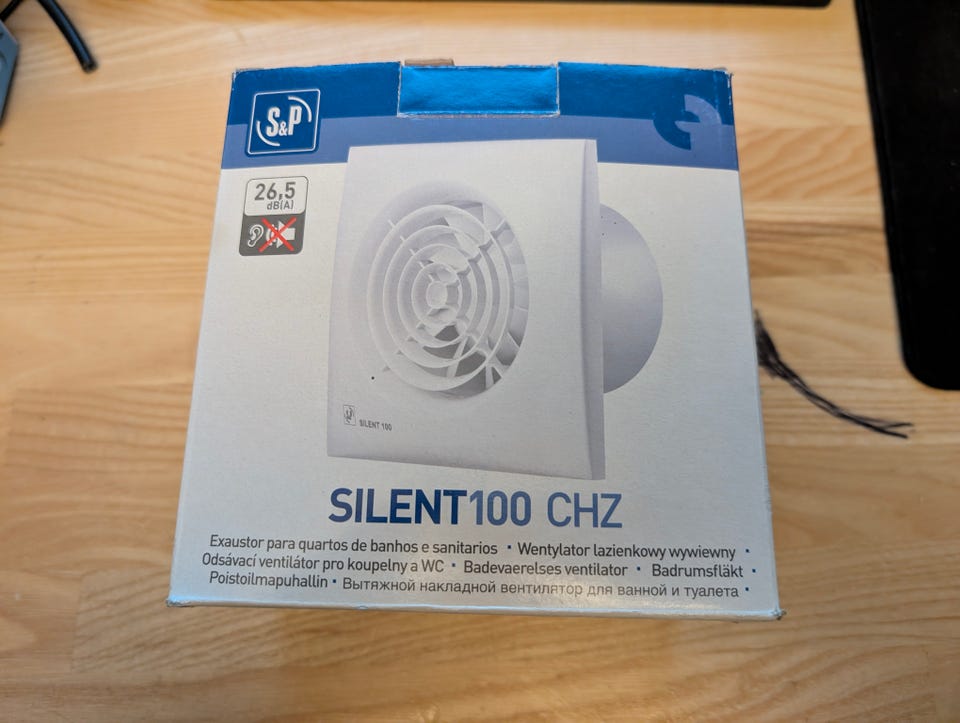 S&P
26,5
dB(A)
SILENT 100
SILENT100 CHZ
Exaustor para quartos de banhos e sanitarios · Wentylator lazienkowy wywiewny ·
Odsávací ventilátor pro koupelny a WC · Badevaerelses ventilator · Badrumsfläkt ·
Poistoilmapuhallin · Вытяжной накладной вентилятор для ванной и туалета ·